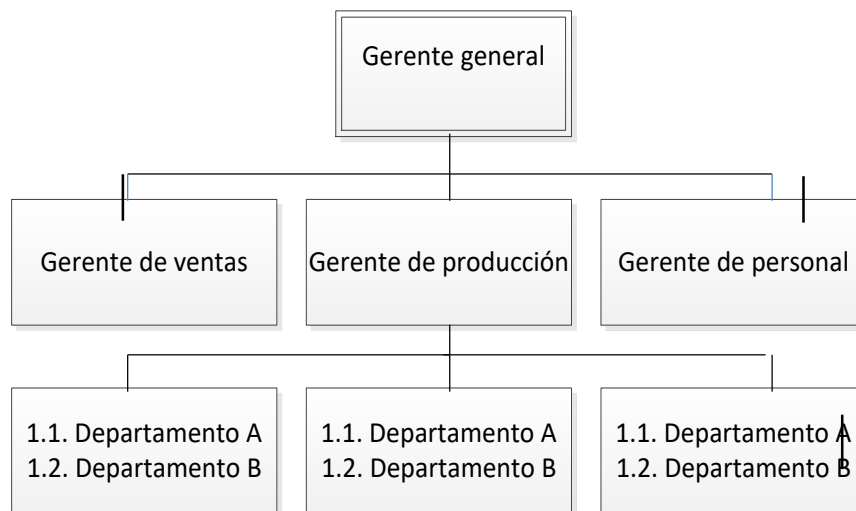 Gerente general
Gerente de ventas
Gerente de producción
Gerente de personal
1.1. Departamento A
1.2. Departamento B
1.1. Departamento A
1.2. Departamento B
1.1. Departamento A
1.2. Departamento B